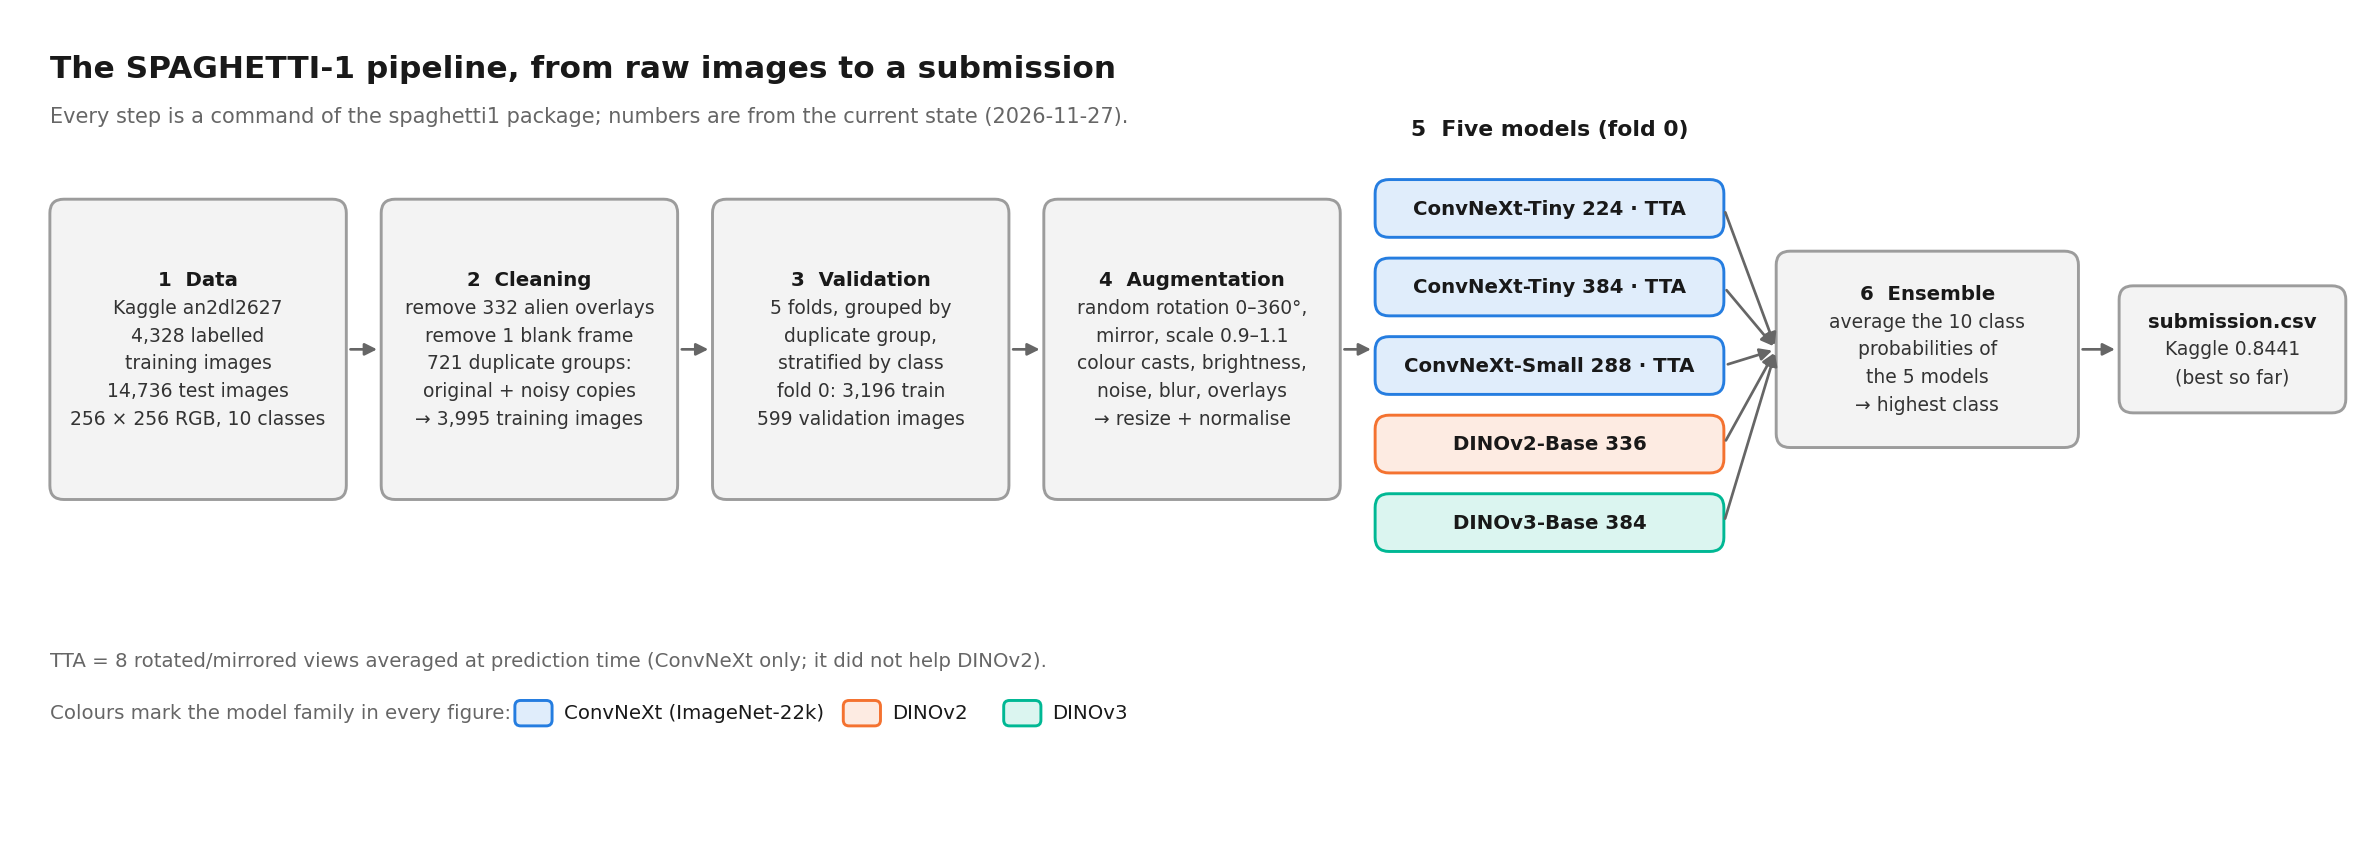 The SPAGHETTI-1 pipeline, from raw images to a submission
Every step is a command of the spaghetti1 package; numbers are from the current state (2026-11-27).
1 Data
Kaggle an2dl2627
4,328 labelled
training images
14,736 test images
256 × 256 RGB, 10 classes
2 Cleaning
remove 332 alien overlays
remove 1 blank frame
721 duplicate groups:
original + noisy copies
→ 3,995 training images
3 Validation
5 folds, grouped by
duplicate group,
stratified by class
fold 0: 3,196 train
599 validation images
4 Augmentation
random rotation 0–360°,
mirror, scale 0.9–1.1
colour casts, brightness,
noise, blur, overlays
→ resize + normalise
5 Five models (fold 0)
ConvNeXt-Tiny 224 · TTA
ConvNeXt-Tiny 384 · TTA
ConvNeXt-Small 288 · TTA
DINOv2-Base 336
DINOv3-Base 384
6 Ensemble
average the 10 class
probabilities of
the 5 models
→ highest class
submission.csv
Kaggle 0.8441
(best so far)
TTA = 8 rotated/mirrored views averaged at prediction time (ConvNeXt only; it did not help DINOv2).
Colours mark the model family in every figure: ConvNeXt (ImageNet-22k) DINOv2 DINOv3